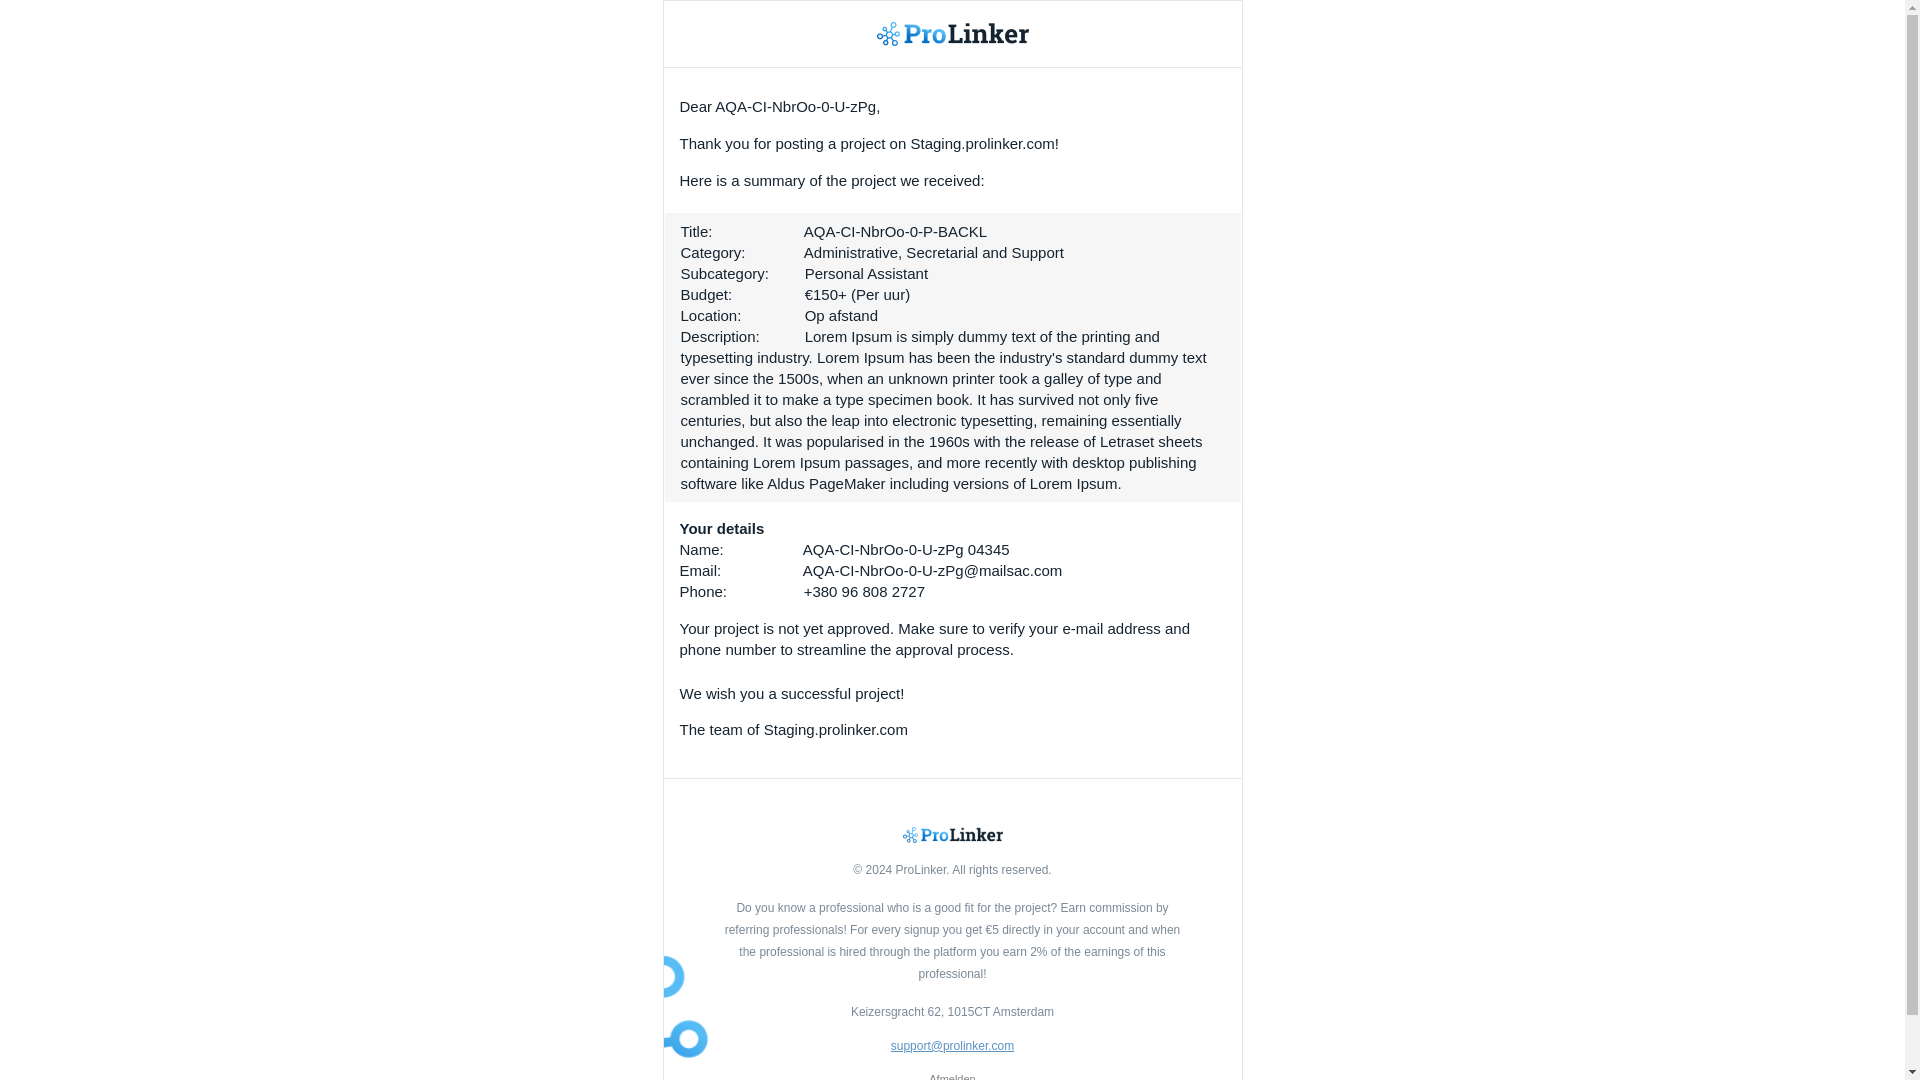 ProLinker
Dear AQA-CI-NbrOo-0-U-zPg,
Thank you for posting a project on Staging.prolinker.com!
Here is a summary of the project we received:
Title: AQA-CI-NbrOo-0-P-BACKL
Category: Administrative, Secretarial and Support
Subcategory: Personal Assistant
Budget: €150+ (Per uur)
Location: Op afstand
Description: Lorem Ipsum is simply dummy text of the printing and
typesetting industry. Lorem Ipsum has been the industry's standard dummy text
ever since the 1500s, when an unknown printer took a galley of type and
scrambled it to make a type specimen book. It has survived not only five
centuries, but also the leap into electronic typesetting, remaining essentially
unchanged. It was popularised in the 1960s with the release of Letraset sheets
containing Lorem Ipsum passages, and more recently with desktop publishing
software like Aldus PageMaker including versions of Lorem Ipsum.
Your details
Name: AQA-CI-NbrOo-0-U-zPg 04345
Email: AQA-CI-NbrOo-0-U-zPg@mailsac.com
Phone: +380 96 808 2727
Your project is not yet approved. Make sure to verify your e-mail address and
phone number to streamline the approval process.
We wish you a successful project!
The team of Staging.prolinker.com
ProLinker
© 2024 ProLinker. All rights reserved.
Do you know a professional who is a good fit for the project? Earn commission by
referring professionals! For every signup you get €5 directly in your account and when
the professional is hired through the platform you earn 2% of the earnings of this
professional!
Keizersgracht 62, 1015CT Amsterdam
support@prolinker.com
Afmelden